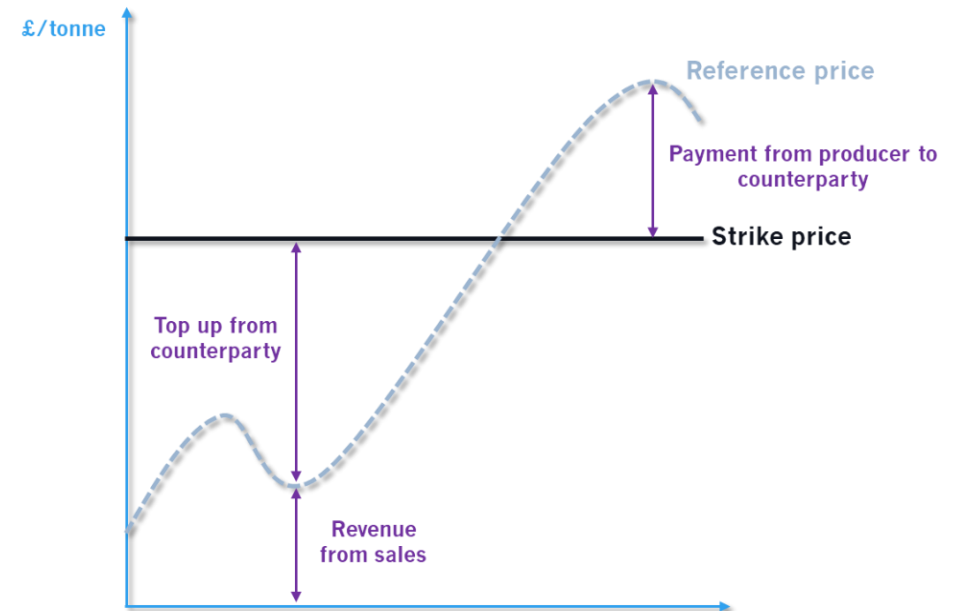 £/tonne
Reference price
Payment from producer to
counterparty
Strike price
Top up from
counterparty
Revenue
from sales